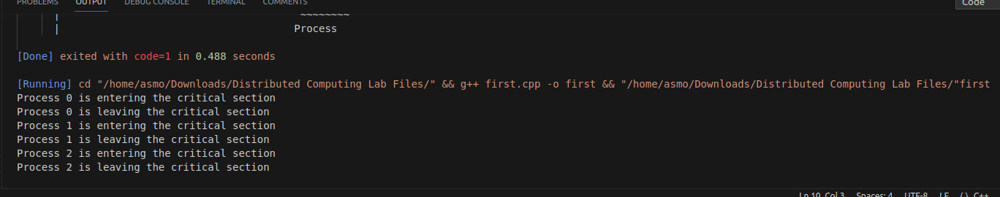 PROBLEMS OUTPUT DEBUG CONSOLE TERMINAL COMMENTS Code
| ~~~~~~~~
| Process
[Done] exited with code=1 in 0.488 seconds
[Running] cd "/home/asmo/Downloads/Distributed Computing Lab Files/" && g++ first.cpp -o first && "/home/asmo/Downloads/Distributed Computing Lab Files/"first
Process 0 is entering the critical section
Process 0 is leaving the critical section
Process 1 is entering the critical section
Process 1 is leaving the critical section
Process 2 is entering the critical section
Process 2 is leaving the critical section
Ln 10, Col 3 Spaces: 4 UTF-8 LF {} C++